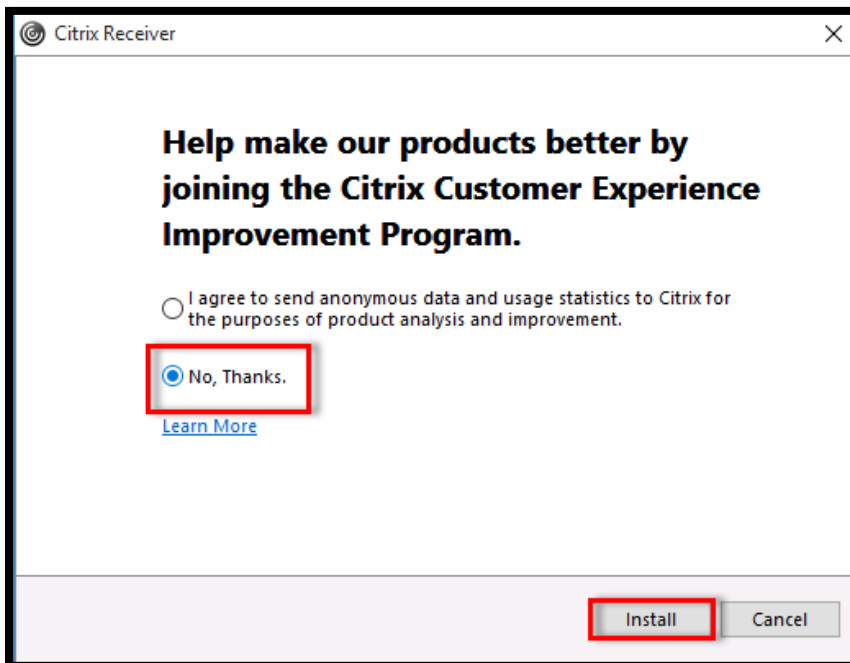 Citrix Receiver
Help make our products better by
joining the Citrix Customer Experience
Improvement Program.
I agree to send anonymous data and usage statistics to Citrix for
the purposes of product analysis and improvement.
No, Thanks.
Learn More
Install
Cancel